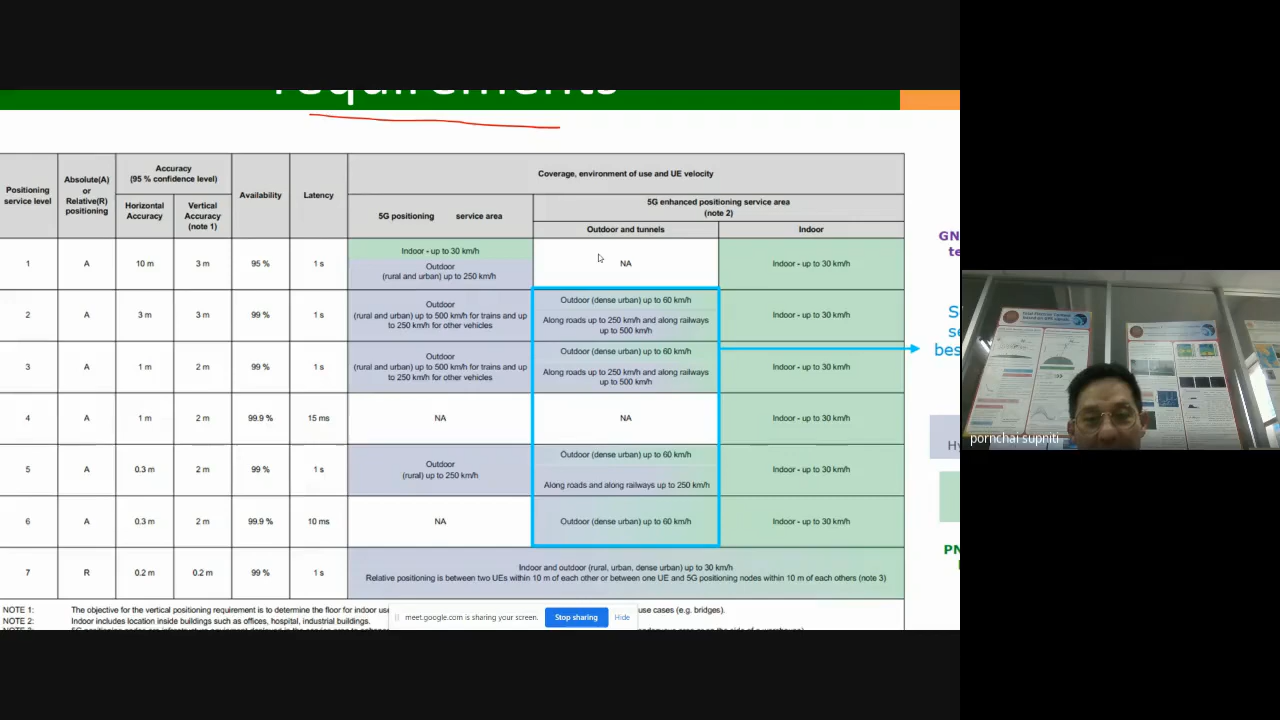 requirements
Positioning service level
Absolute(A) or Relative(R) positioning
Accuracy (95 % confidence level)
Horizontal Accuracy
Vertical Accuracy (note 1)
Availability
Latency
Coverage, environment of use and UE velocity
5G positioning service area
5G enhanced positioning service area (note 2)
Outdoor and tunnels
Indoor
1
A
10 m
3 m
95 %
1 s
Indoor - up to 30 km/h
Outdoor
(rural and urban) up to 250 km/h
NA
Indoor - up to 30 km/h
2
A
3 m
3 m
99 %
1 s
Outdoor
(rural and urban) up to 500 km/h for trains and up
to 250 km/h for other vehicles
Outdoor (dense urban) up to 60 km/h
Along roads up to 250 km/h and along railways
up to 500 km/h
Indoor - up to 30 km/h
3
A
1 m
2 m
99 %
1 s
Outdoor
(rural and urban) up to 500 km/h for trains and up
to 250 km/h for other vehicles
Outdoor (dense urban) up to 60 km/h
Along roads up to 250 km/h and along railways
up to 500 km/h
Indoor - up to 30 km/h
4
A
1 m
2 m
99.9 %
15 ms
NA
NA
Indoor - up to 30 km/h
5
A
0.3 m
2 m
99 %
1 s
Outdoor
(rural) up to 250 km/h
Outdoor (dense urban) up to 60 km/h
Along roads and along railways up to 250 km/h
Indoor - up to 30 km/h
6
A
0.3 m
2 m
99.9 %
10 ms
NA
Outdoor (dense urban) up to 60 km/h
Indoor - up to 30 km/h
7
R
0.2 m
0.2 m
99 %
1 s
Indoor and outdoor (rural, urban, dense urban) up to 30 km/h
Relative positioning is between two UEs within 10 m of each other or between one UE and 5G positioning nodes within 10 m of each others (note 3)
NOTE 1: The objective for the vertical positioning requirement is to determine the floor for indoor use cases (e.g. bridges).
NOTE 2: Indoor includes location inside buildings such as offices, hospital, industrial buildings.
meet.google.com is sharing your screen.
Stop sharing
Hide
GN
te
S
se
bes
Hy
PN
pornchai supniti